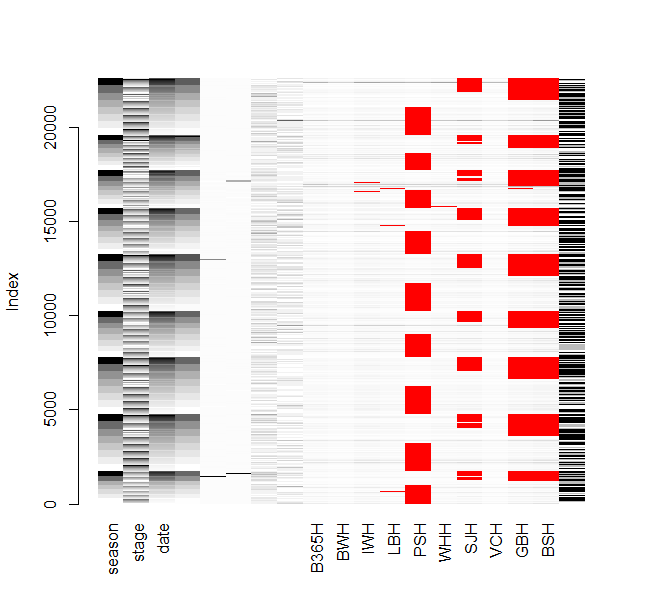 Index
20000
15000
10000
5000
0
season
stage
date
B365H
BWH
IWH
LBH
PSH
WHH
SJH
VCH
GBH
BSH